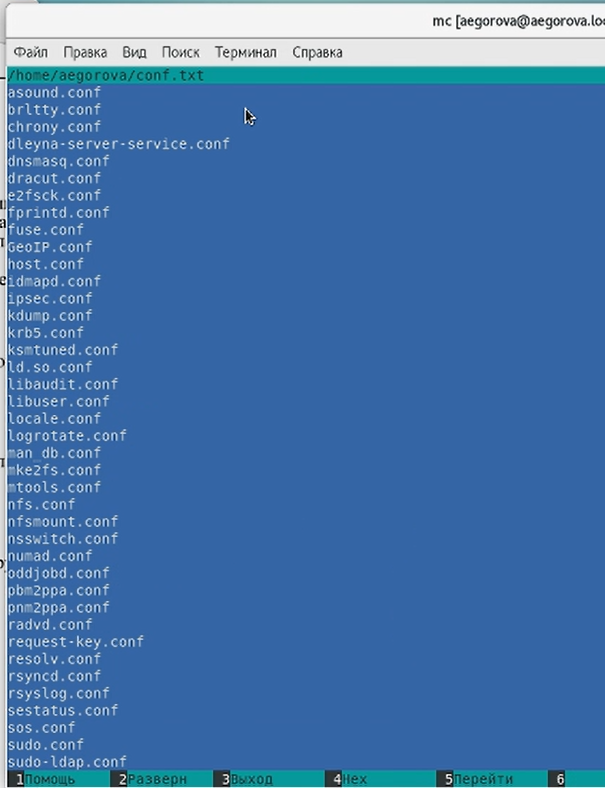 mc [aegorova@aegorova.loc
Файл Правка Вид Поиск Терминал Справка
/home/aegorova/conf.txt
asound.conf
brltty.conf
chrony.conf
dleyna-server-service.conf
dnsmasq.conf
dracut.conf
e2fsck.conf
fprintd.conf
fuse.conf
GeoIP.conf
host.conf
idmapd.conf
ipsec.conf
kdump.conf
krb5.conf
ksmtuned.conf
ld.so.conf
libaudit.conf
libuser.conf
locale.conf
logrotate.conf
man_db.conf
mke2fs.conf
mtools.conf
nfs.conf
nfsmount.conf
nsswitch.conf
numad.conf
oddjobd.conf
pbm2ppa.conf
pnm2ppa.conf
radvd.conf
request-key.conf
resolv.conf
rsyncd.conf
rsyslog.conf
sestatus.conf
sos.conf
sudo.conf
sudo-ldap.conf
1Помощь 2Разверн 3Выход 4Hex 5Перейти 6